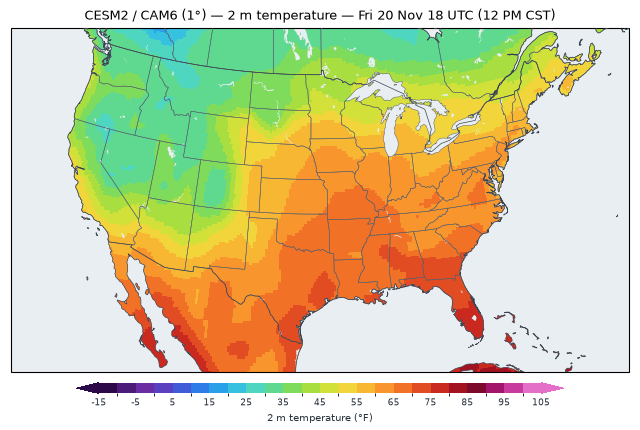 CESM2 / CAM6 (1°) — 2 m temperature — Fri 20 Nov 18 UTC (12 PM CST)
-15 -5 5 15 25 35 45 55 65 75 85 95 105
2 m temperature (°F)